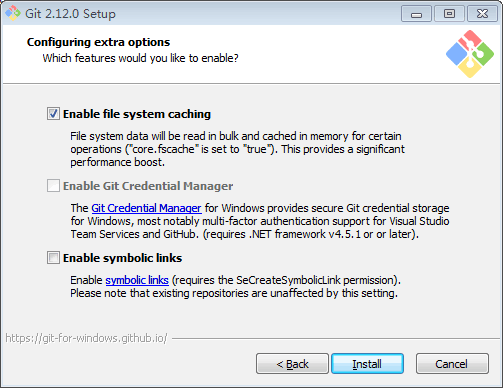 Git 2.12.0 Setup
Configuring extra options
Which features would you like to enable?
Enable file system caching
File system data will be read in bulk and cached in memory for certain
operations ("core.fscache" is set to "true"). This provides a significant
performance boost.
Enable Git Credential Manager
The Git Credential Manager for Windows provides secure Git credential storage
for Windows, most notably multi-factor authentication support for Visual Studio
Team Services and GitHub. (requires .NET framework v4.5.1 or or later).
Enable symbolic links
Enable symbolic links (requires the SeCreateSymbolicLink permission).
Please note that existing repositories are unaffected by this setting.
https://git-for-windows.github.io/
< Back
Install
Cancel